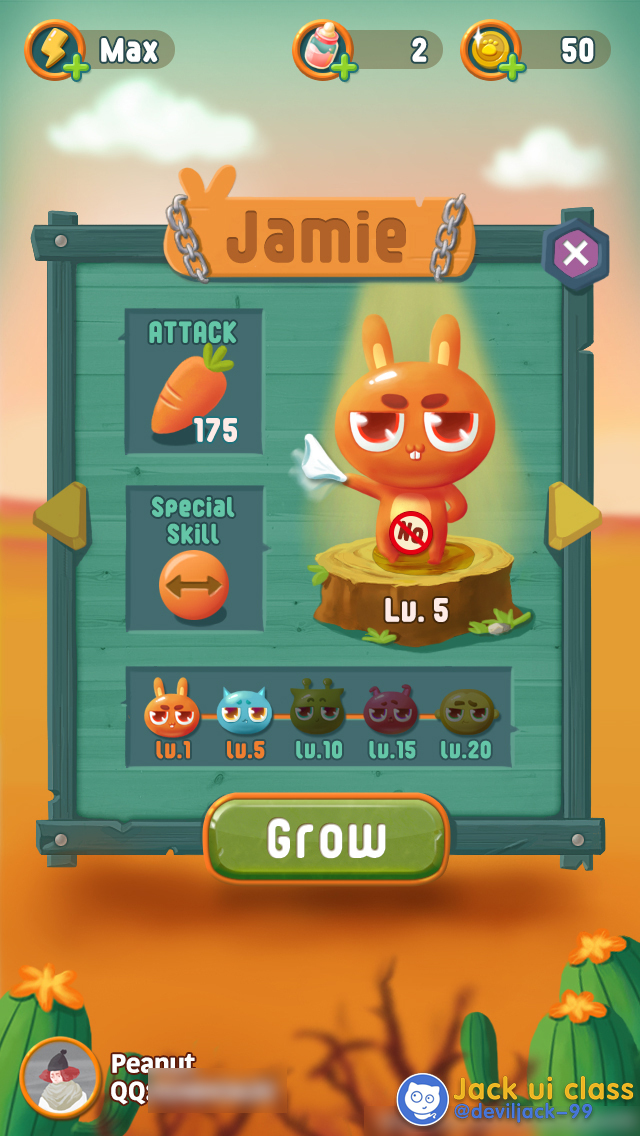 Max
2
50
Jamie
ATTACK
175
Special
Skill
NO
Lv. 5
Lv.1
Lv.5
Lv.10
Lv.15
Lv.20
Grow
Peanut
QQ:
Jack ui class
@deviljack-99